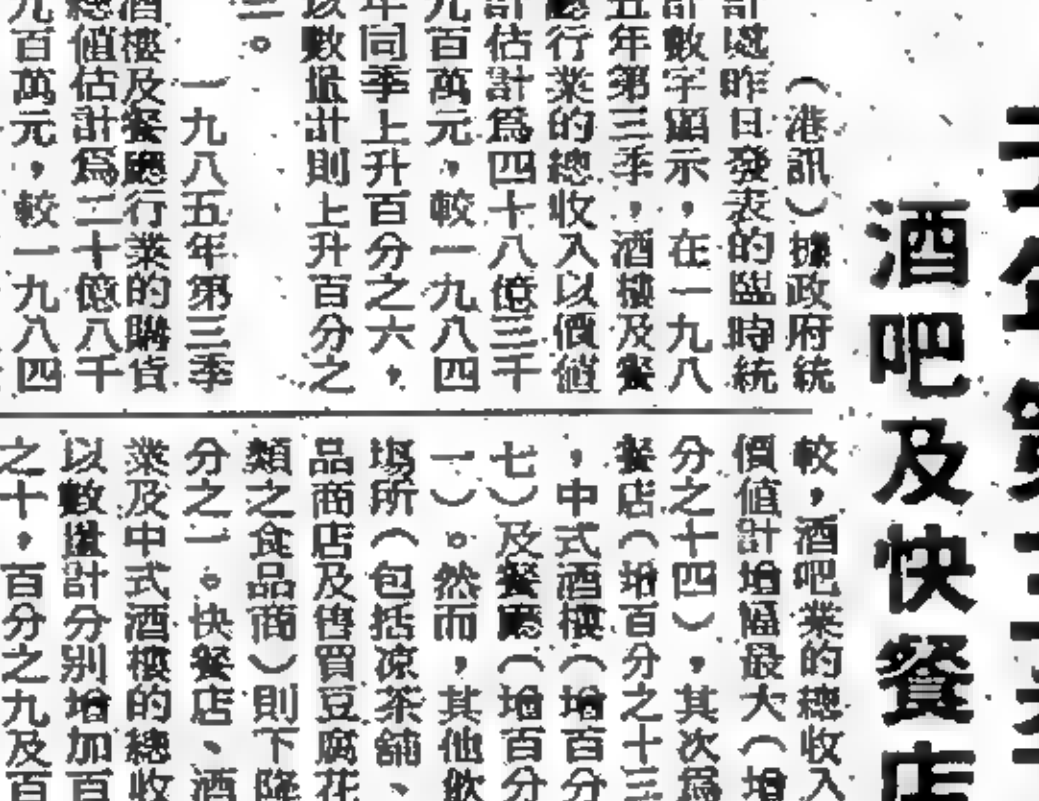 去年第三季
酒吧及快餐店
（港訊）據政府統
計處昨日發表的臨時統
計數字顯示，在一九八
五年第三季，酒樓及餐
廳行業的總收入以價值
計估計爲四十八億三千
九百萬元，較一九八四
年同季上升百分之六，
以數量計則上升百分之
三。
一九八五年第三季
酒樓及餐廳行業的購貨
總值估計爲二十億八千
九百萬元，較一九八四
較，酒吧業的總收入
價值計增幅最大（增
分之十四），其次爲
餐店（增百分之十三
，中式酒樓（增百分
七）及餐廳（增百分
一）。然而，其他飲
塲所（包括凉茶舖、
品商店及售買豆腐花
類之食品商）則下降
分之一。快餐店、酒
業及中式酒樓的總收
以數量計分别增加百
之十，百分之九及百